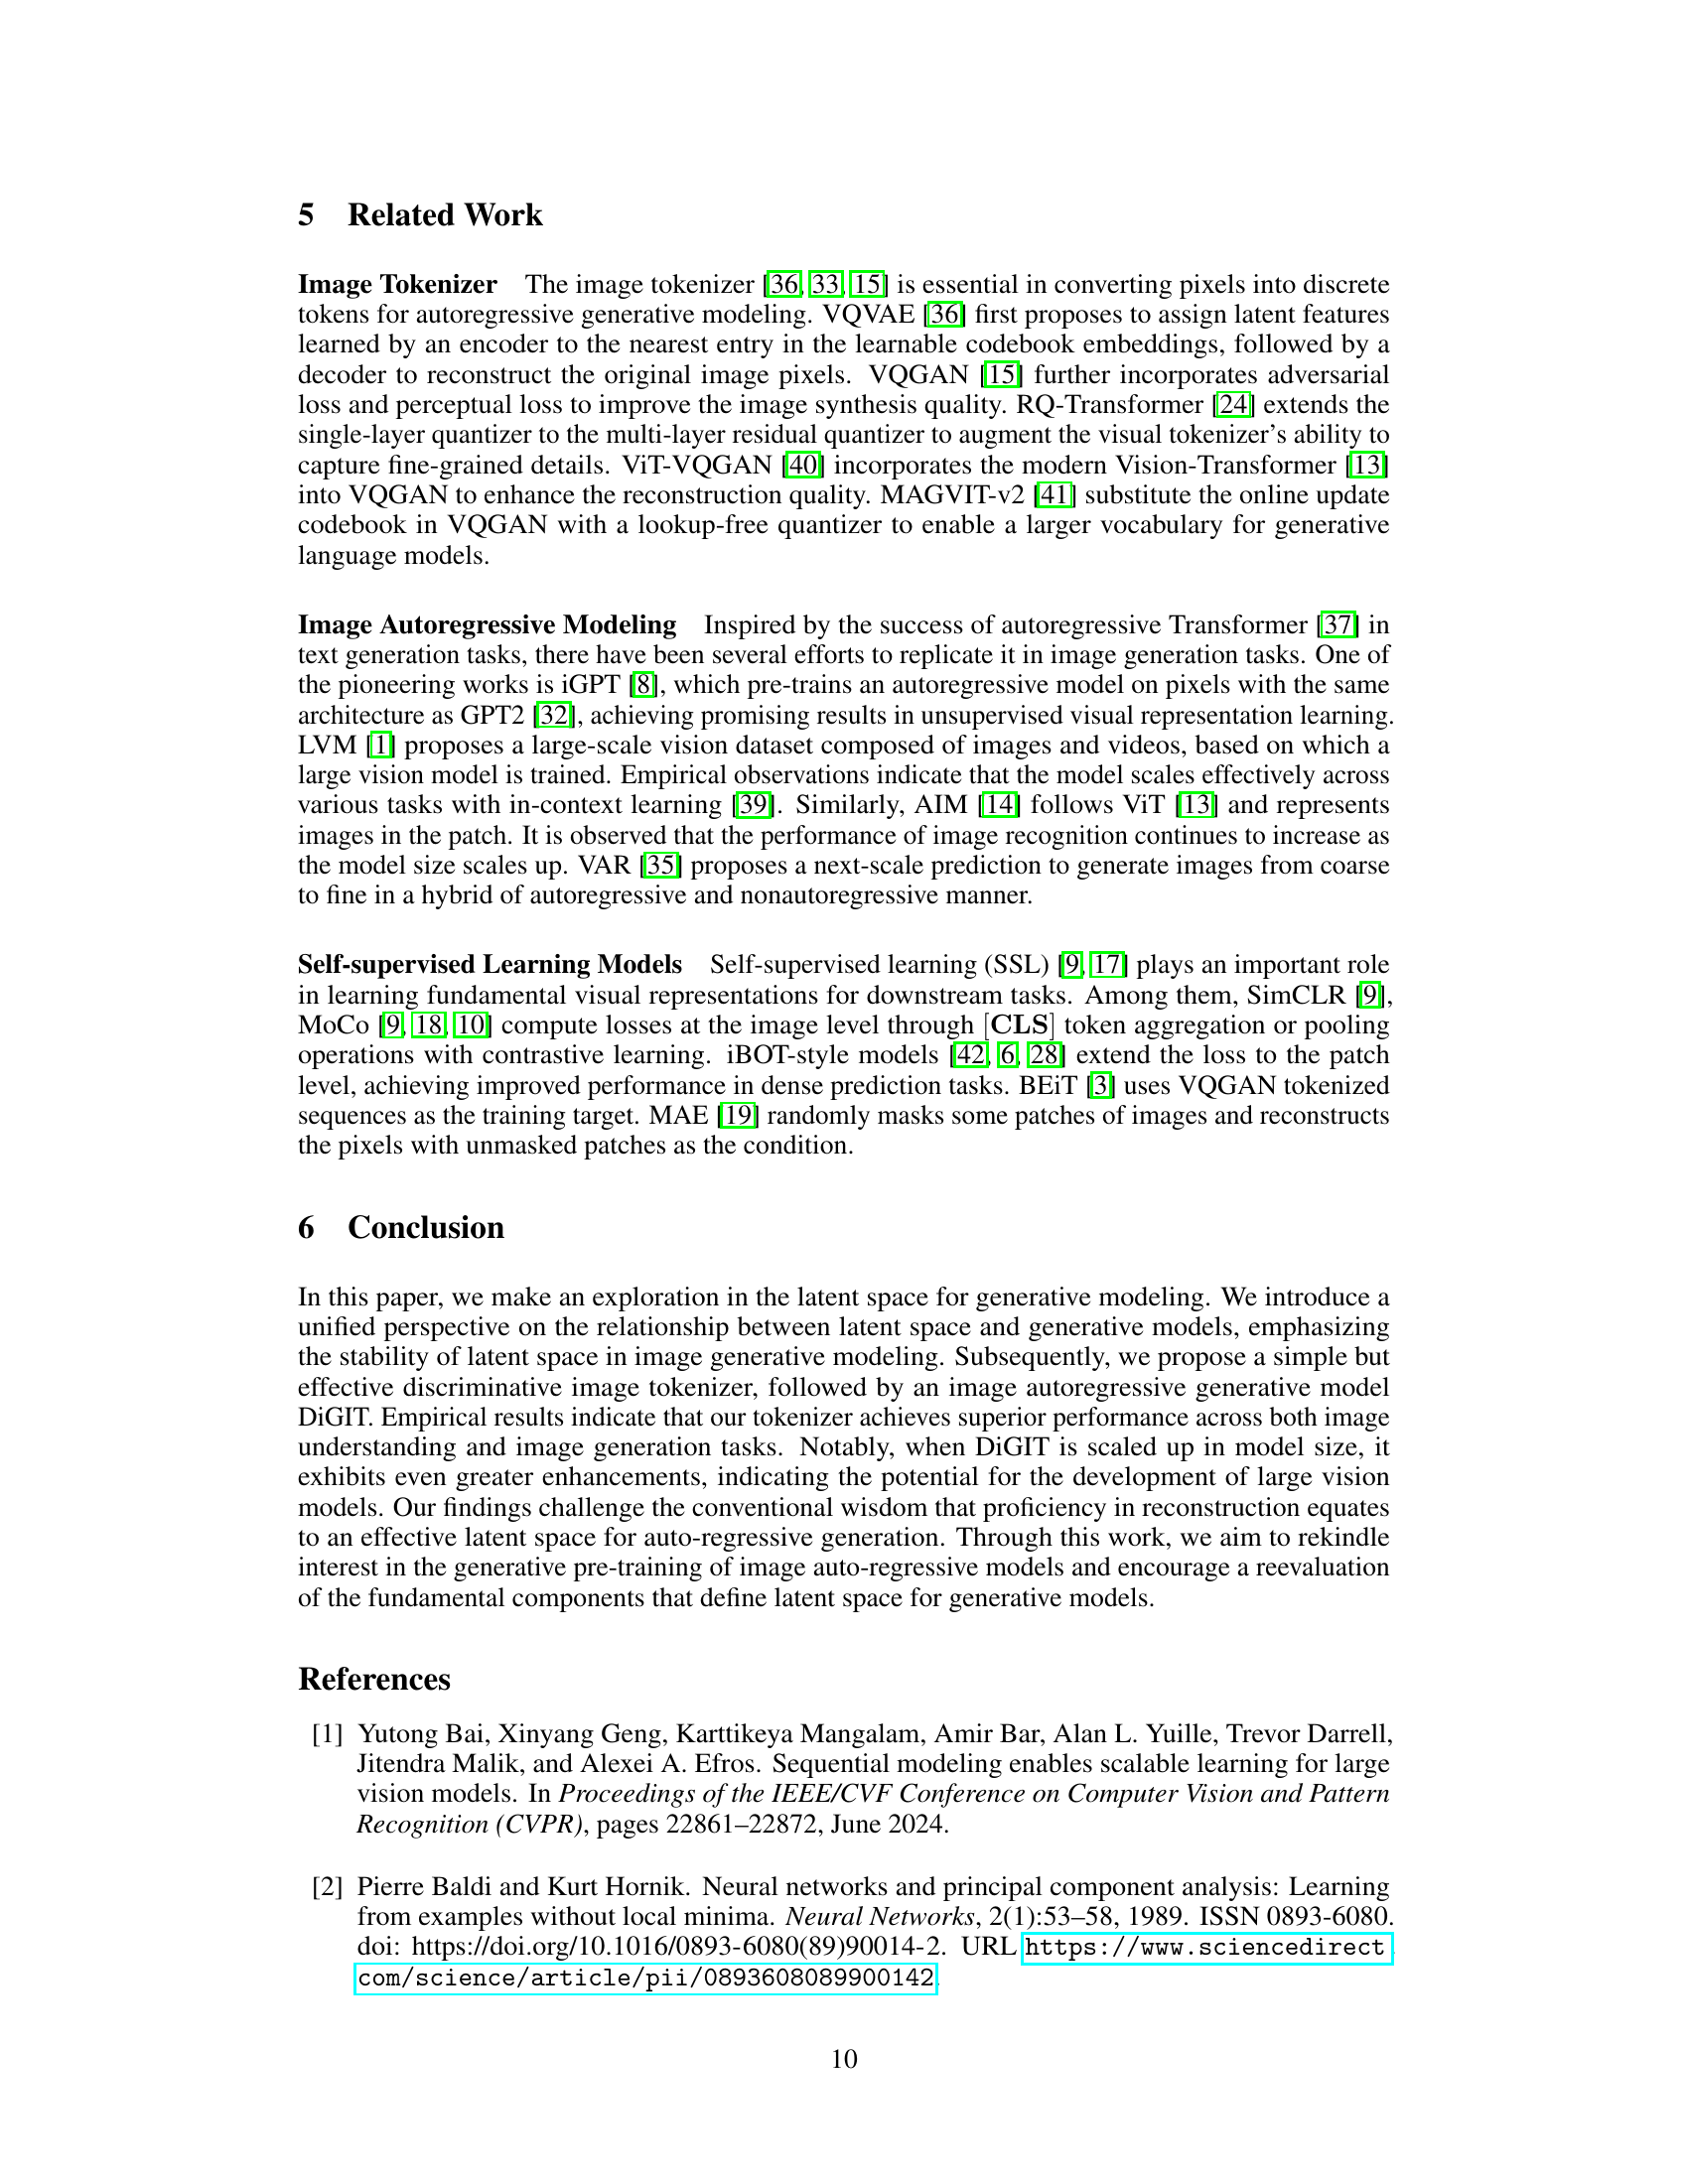 5 Related Work
Image Tokenizer The image tokenizer [36, 33, 15] is essential in converting pixels into discrete
tokens for autoregressive generative modeling. VQVAE [36] first proposes to assign latent features
learned by an encoder to the nearest entry in the learnable codebook embeddings, followed by a
decoder to reconstruct the original image pixels. VQGAN [15] further incorporates adversarial
loss and perceptual loss to improve the image synthesis quality. RQ-Transformer [24] extends the
single-layer quantizer to the multi-layer residual quantizer to augment the visual tokenizer's ability to
capture fine-grained details. ViT-VQGAN [40] incorporates the modern Vision-Transformer [13]
into VQGAN to enhance the reconstruction quality. MAGVIT-v2 [41] substitute the online update
codebook in VQGAN with a lookup-free quantizer to enable a larger vocabulary for generative
language models.
Image Autoregressive Modeling Inspired by the success of autoregressive Transformer [37] in
text generation tasks, there have been several efforts to replicate it in image generation tasks. One of
the pioneering works is iGPT [8], which pre-trains an autoregressive model on pixels with the same
architecture as GPT2 [32], achieving promising results in unsupervised visual representation learning.
LVM [1] proposes a large-scale vision dataset composed of images and videos, based on which a
large vision model is trained. Empirical observations indicate that the model scales effectively across
various tasks with in-context learning [39]. Similarly, AIM [14] follows ViT [13] and represents
images in the patch. It is observed that the performance of image recognition continues to increase as
the model size scales up. VAR [35] proposes a next-scale prediction to generate images from coarse
to fine in a hybrid of autoregressive and nonautoregressive manner.
Self-supervised Learning Models Self-supervised learning (SSL) [9, 17] plays an important role
in learning fundamental visual representations for downstream tasks. Among them, SimCLR [9],
MoCo [9, 18, 10] compute losses at the image level through [CLS] token aggregation or pooling
operations with contrastive learning. iBOT-style models [42, 6, 28] extend the loss to the patch
level, achieving improved performance in dense prediction tasks. BEiT [3] uses VQGAN tokenized
sequences as the training target. MAE [19] randomly masks some patches of images and reconstructs
the pixels with unmasked patches as the condition.
6 Conclusion
In this paper, we make an exploration in the latent space for generative modeling. We introduce a
unified perspective on the relationship between latent space and generative models, emphasizing
the stability of latent space in image generative modeling. Subsequently, we propose a simple but
effective discriminative image tokenizer, followed by an image autoregressive generative model
DiGIT. Empirical results indicate that our tokenizer achieves superior performance across both image
understanding and image generation tasks. Notably, when DiGIT is scaled up in model size, it
exhibits even greater enhancements, indicating the potential for the development of large vision
models. Our findings challenge the conventional wisdom that proficiency in reconstruction equates
to an effective latent space for auto-regressive generation. Through this work, we aim to rekindle
interest in the generative pre-training of image auto-regressive models and encourage a reevaluation
of the fundamental components that define latent space for generative models.
References
[1] Yutong Bai, Xinyang Geng, Karttikeya Mangalam, Amir Bar, Alan L. Yuille, Trevor Darrell,
Jitendra Malik, and Alexei A. Efros. Sequential modeling enables scalable learning for large
vision models. In Proceedings of the IEEE/CVF Conference on Computer Vision and Pattern
Recognition (CVPR), pages 22861–22872, June 2024.
[2] Pierre Baldi and Kurt Hornik. Neural networks and principal component analysis: Learning
from examples without local minima. Neural Networks, 2(1):53–58, 1989. ISSN 0893-6080.
doi: https://doi.org/10.1016/0893-6080(89)90014-2. URL https://www.sciencedirect.
com/science/article/pii/0893608089900142.
10